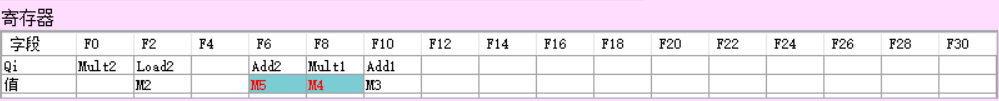 寄存器
字段 F0 F2 F4 F6 F8 F10 F12 F14 F16 F18 F20 F22 F24 F26 F28 F30
Qi Mult2 Load2 Add2 Mult1 Add1
值 M2 M5 M4 M3